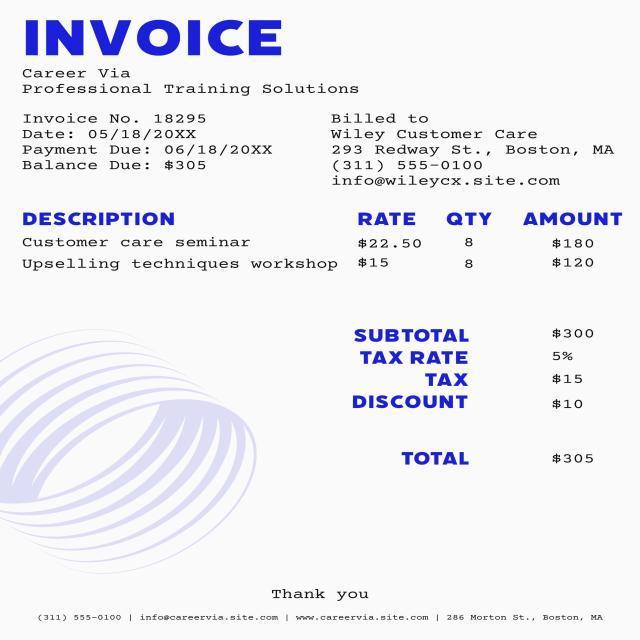 INVOICE
Career Via
Professional Training Solutions
Invoice No. 18295
Date: 05/18/20XX
Payment Due: 06/18/20XX
Balance Due: $305
Billed to
Wiley Customer Care
293 Redway St., Boston, MA
(311) 555-0100
info@wileycx.site.com
DESCRIPTION RATE QTY AMOUNT
Customer care seminar $22.50 8 $180
Upselling techniques workshop $15 8 $120
SUBTOTAL $300
TAX RATE 5%
TAX $15
DISCOUNT $10
TOTAL $305
Thank you
(311) 555-0100 | info@careervia.site.com | www.careervia.site.com | 286 Morton St., Boston, MA